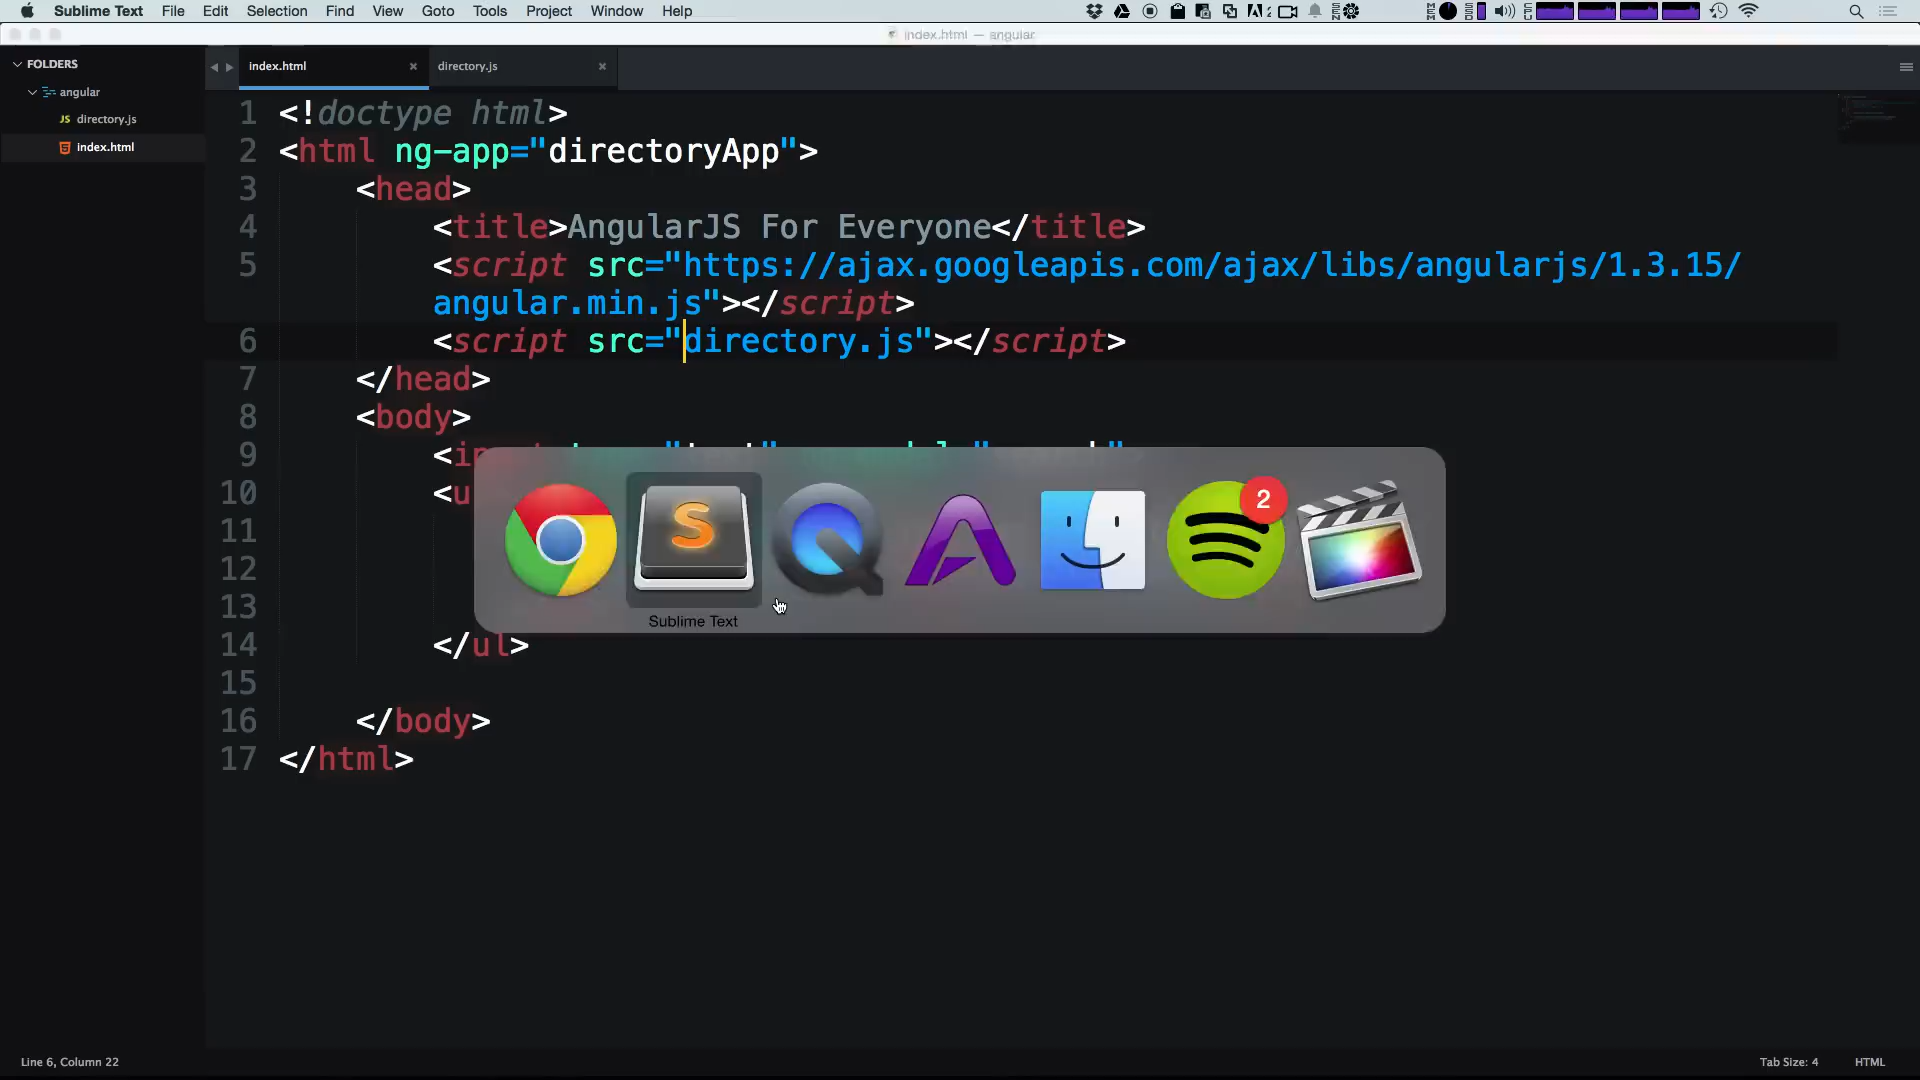 Sublime Text File Edit Selection Find View Goto Tools Project Window Help
index.html — angular
FOLDERS
angular
directory.js
index.html
index.html
directory.js
1 <!doctype html>
2 <html ng-app="directoryApp">
3 <head>
4 <title>AngularJS For Everyone</title>
5 <script src="https://ajax.googleapis.com/ajax/libs/angularjs/1.3.15/
angular.min.js"></script>
6 <script src="directory.js"></script>
7 </head>
8 <body>
9 <
10 <u
11
12
13
14 </ul>
15
16 </body>
17 </html>
2
Sublime Text
Line 6, Column 22
Tab Size: 4
HTML